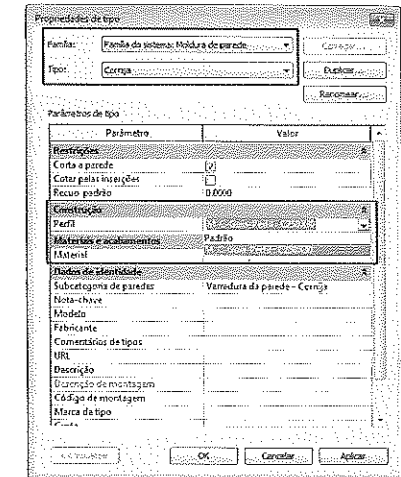 Propriedades de tipo
Família: Família do sistema: Moldura de parede Carregar...
Tipo: Cornija Duplicar...
Renomear...
Parâmetros de tipo
Parâmetro Valor
Restrições
Corta a parede
Cortar pelas inserções
Recuo padrão 0.0000
Construção
Perfil
Materiais e acabamentos Padrão
Material
Dados de identidade
Subcategoria de paredes Varredura da parede - Cornija
Nota-chave
Modelo
Fabricante
Comentários de tipos
URL
Descrição
Descrição de montagem
Código de montagem
Marca de tipo
Custo
OK Cancelar Aplicar